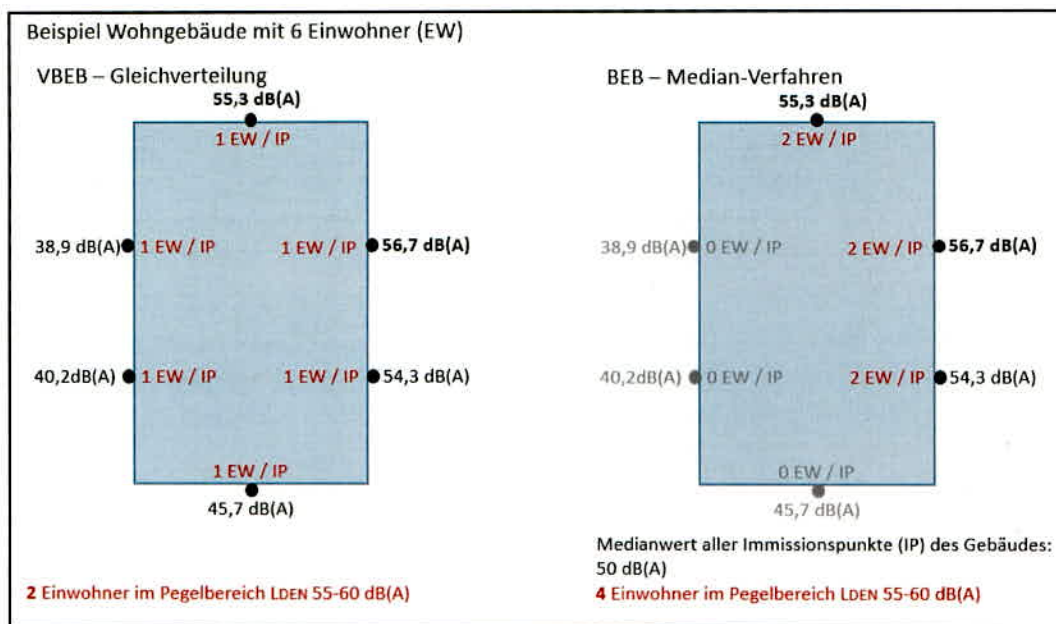 Beispiel Wohngebäude mit 6 Einwohner (EW)
VBEB – Gleichverteilung
55,3 dB(A)
1 EW / IP
38,9 dB(A)
1 EW / IP
1 EW / IP
56,7 dB(A)
40,2dB(A)
1 EW / IP
1 EW / IP
54,3 dB(A)
1 EW / IP
45,7 dB(A)
2 Einwohner im Pegelbereich LDEN 55-60 dB(A)
BEB – Median-Verfahren
55,3 dB(A)
2 EW / IP
38,9 dB(A)
0 EW / IP
2 EW / IP
56,7 dB(A)
40,2dB(A)
0 EW / IP
2 EW / IP
54,3 dB(A)
0 EW / IP
45,7 dB(A)
Medianwert aller Immissionspunkte (IP) des Gebäudes:
50 dB(A)
4 Einwohner im Pegelbereich LDEN 55-60 dB(A)